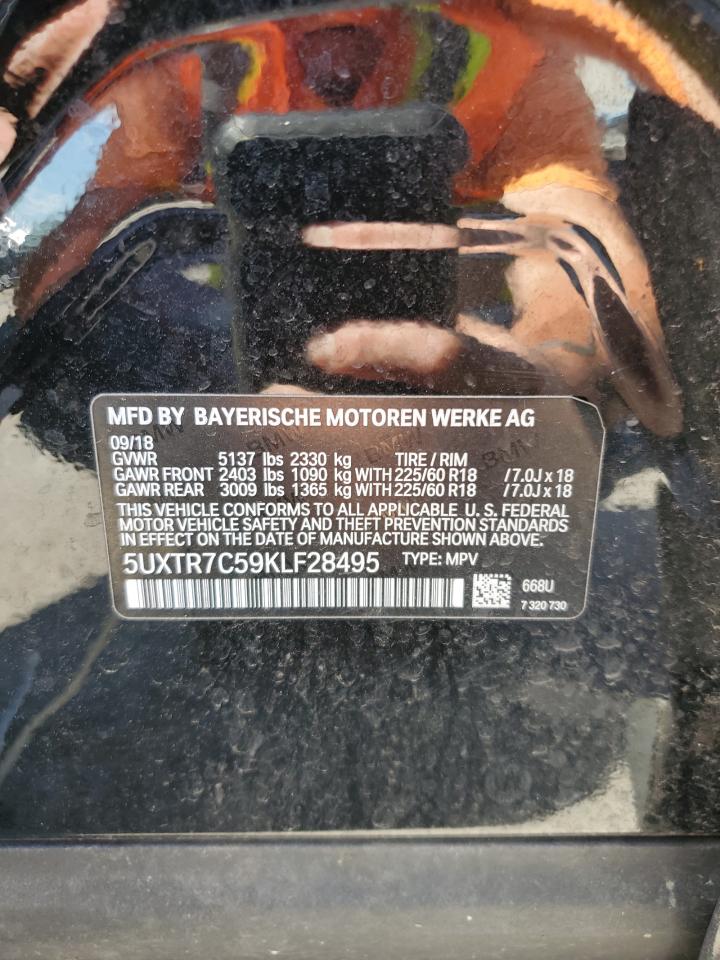 MFD BY BAYERISCHE MOTOREN WERKE AG
09/18
GVWR 5137 lbs 2330 kg TIRE / RIM
GAWR FRONT 2403 lbs 1090 kg WITH 225/60 R18 /7.0J x 18
GAWR REAR 3009 lbs 1365 kg WITH 225/60 R18 /7.0J x 18
THIS VEHICLE CONFORMS TO ALL APPLICABLE U. S. FEDERAL
MOTOR VEHICLE SAFETY AND THEFT PREVENTION STANDARDS
IN EFFECT ON THE DATE OF MANUFACTURE SHOWN ABOVE.
5UXTR7C59KLF28495 TYPE: MPV
668U
7 320 730